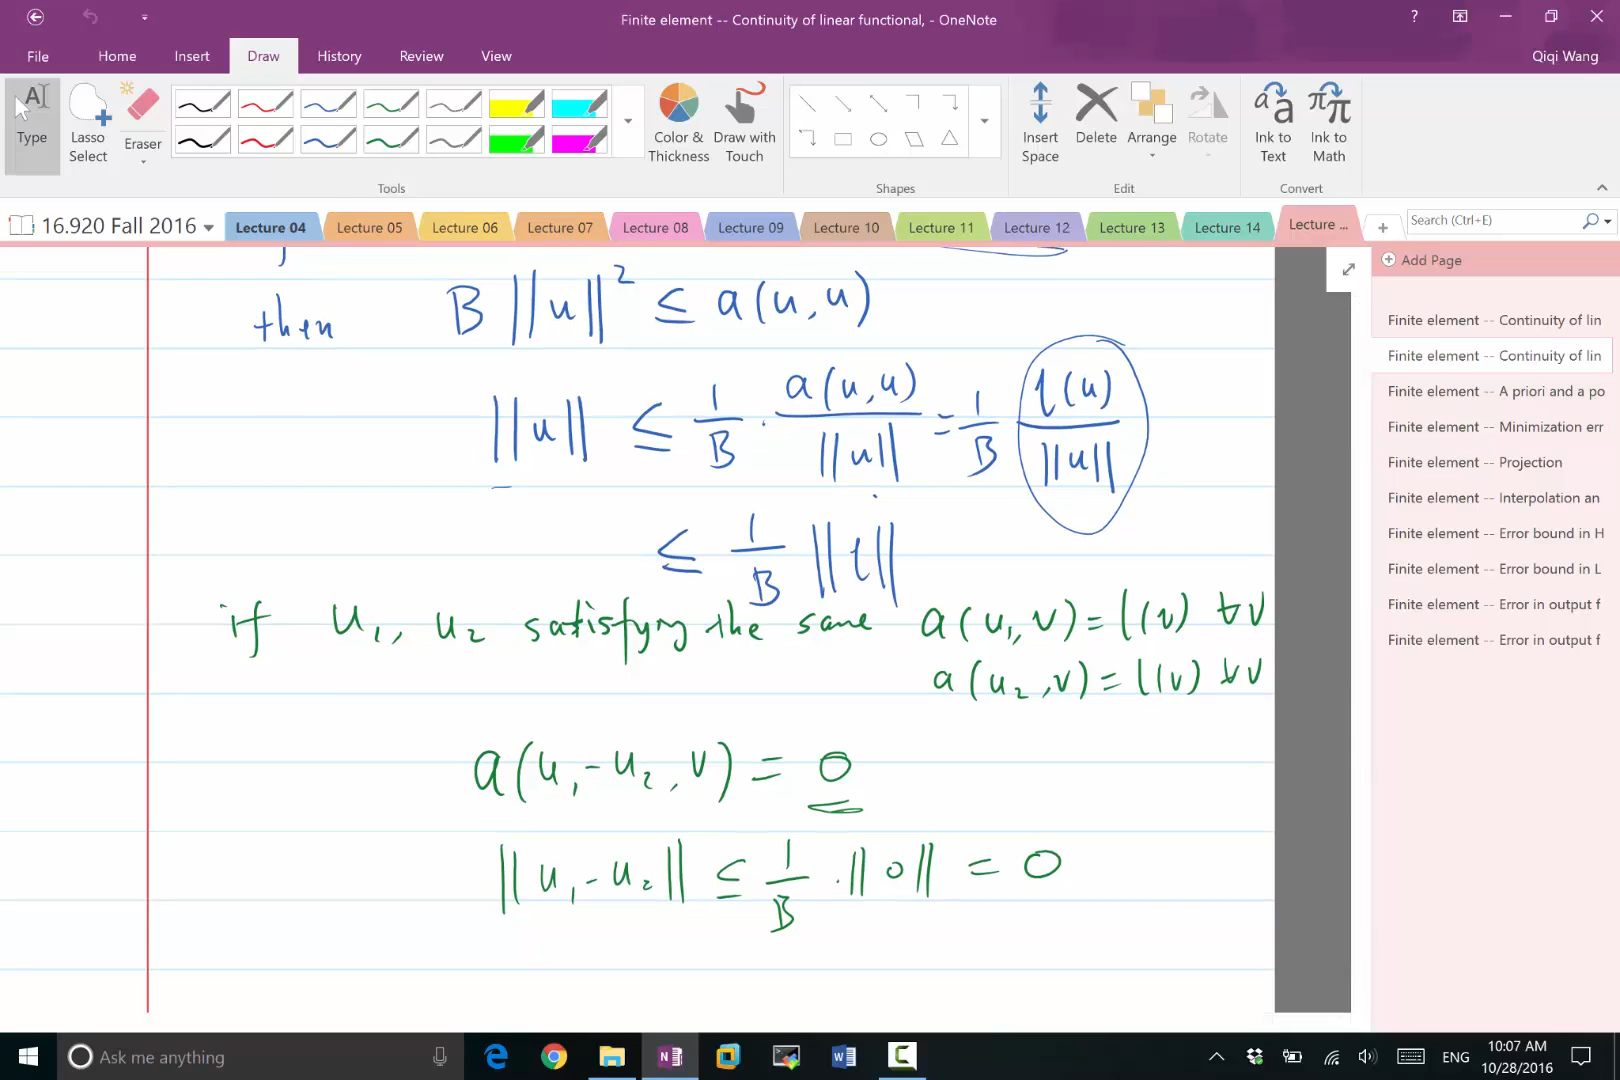 Finite element -- Continuity of linear functional, - OneNote
?
File Home Insert Draw History Review View
Qiqi Wang
Type
Lasso Select
Eraser
Color & Thickness
Draw with Touch
Insert Space
Delete
Arrange
Rotate
Ink to Text
Ink to Math
Tools
Shapes
Edit
Convert
16.920 Fall 2016
Lecture 04
Lecture 05
Lecture 06
Lecture 07
Lecture 08
Lecture 09
Lecture 10
Lecture 11
Lecture 12
Lecture 13
Lecture 14
Lecture ...
+
Search (Ctrl+E)
Add Page
Finite element -- Continuity of lin
Finite element -- Continuity of lin
Finite element -- A priori and a po
Finite element -- Minimization err
Finite element -- Projection
Finite element -- Interpolation an
Finite element -- Error bound in H
Finite element -- Error bound in L
Finite element -- Error in output f
Finite element -- Error in output f
then B ||u||² ≤ a(u,u)
||u|| ≤ 1/B · a(u,u)/||u|| = 1/B l(u)/||u||
≤ 1/B ||l||
if u₁, u₂ satisfying the same a(u₁,v) = l(v) ∀v
a(u₂,v) = l(v) ∀v
a(u₁-u₂,v) = 0
||u₁-u₂|| ≤ 1/B · ||0|| = 0
Ask me anything
ENG
10:07 AM
10/28/2016